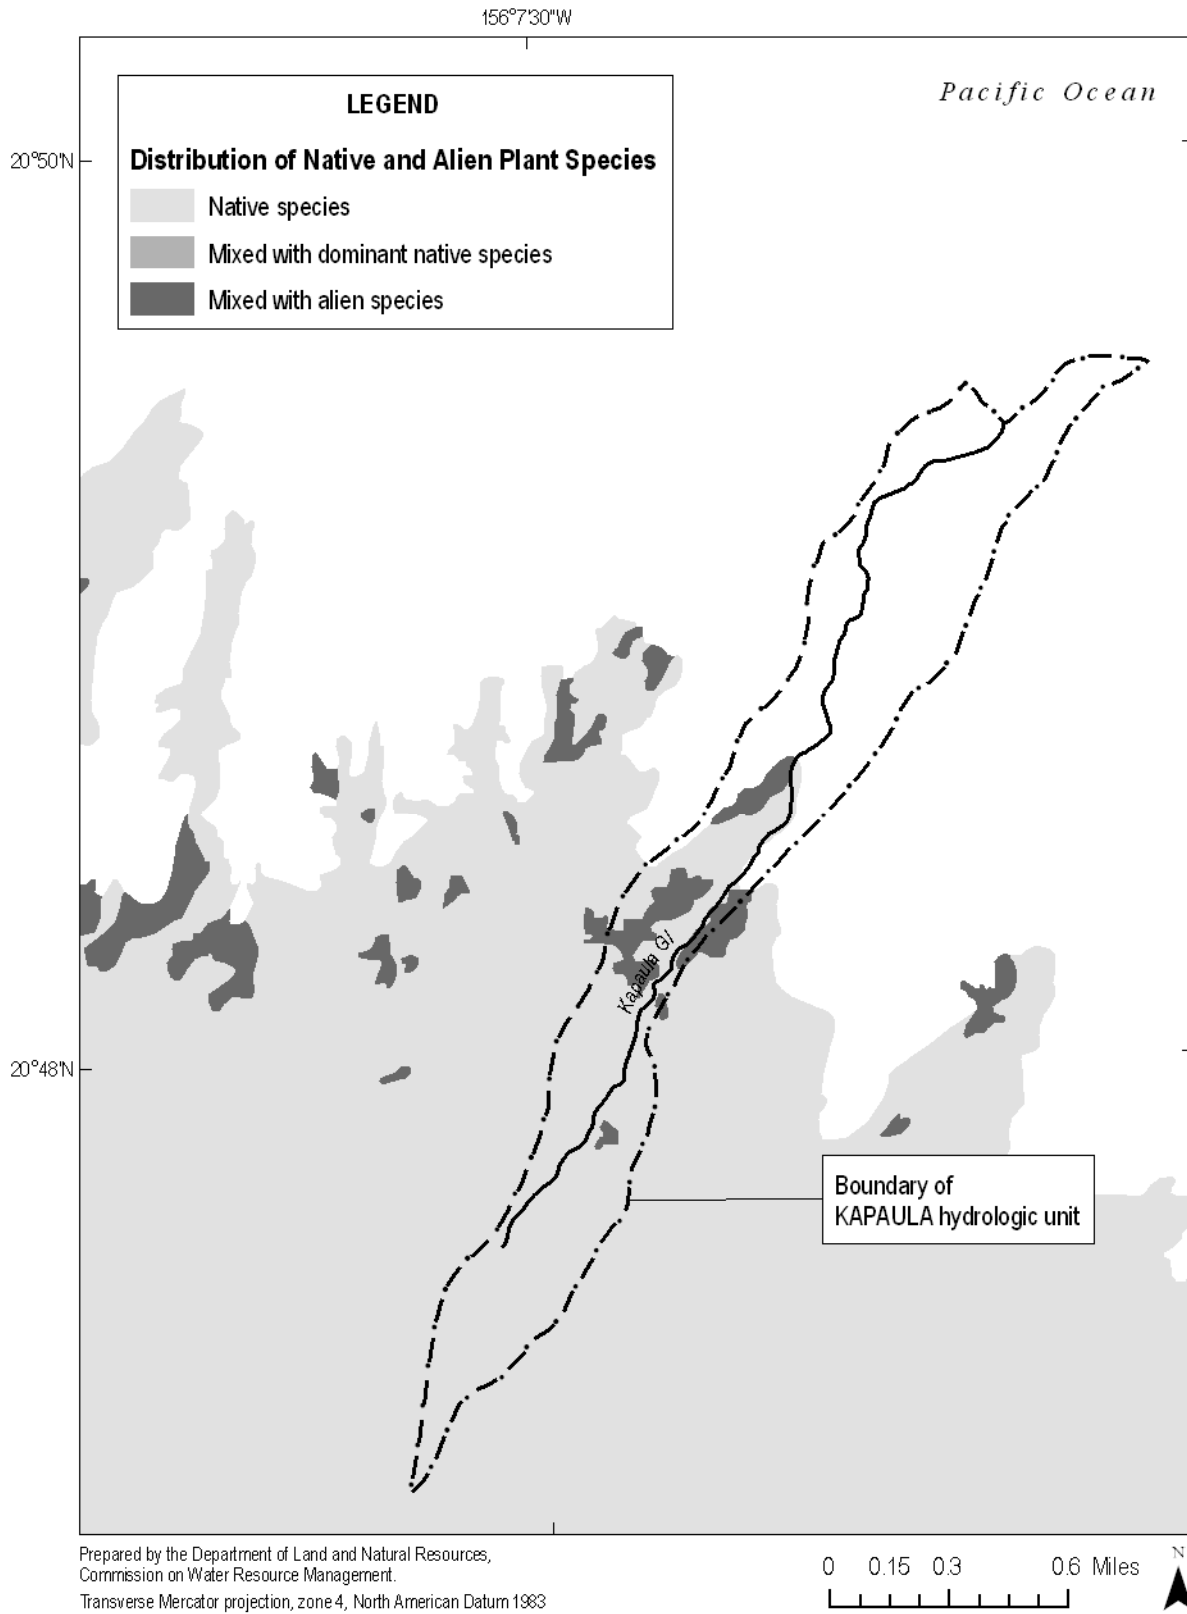 156°7'30"W
Pacific Ocean
LEGEND
20°50'N
Distribution of Native and Alien Plant Species
Native species
Mixed with dominant native species
Mixed with alien species
Kapaula Gl
20°48'N
Boundary of
KAPAULA hydrologic unit
Prepared by the Department of Land and Natural Resources,
Commission on Water Resource Management.
Transverse Mercator projection, zone 4, North American Datum 1983
0 0.15 0.3 0.6 Miles
N